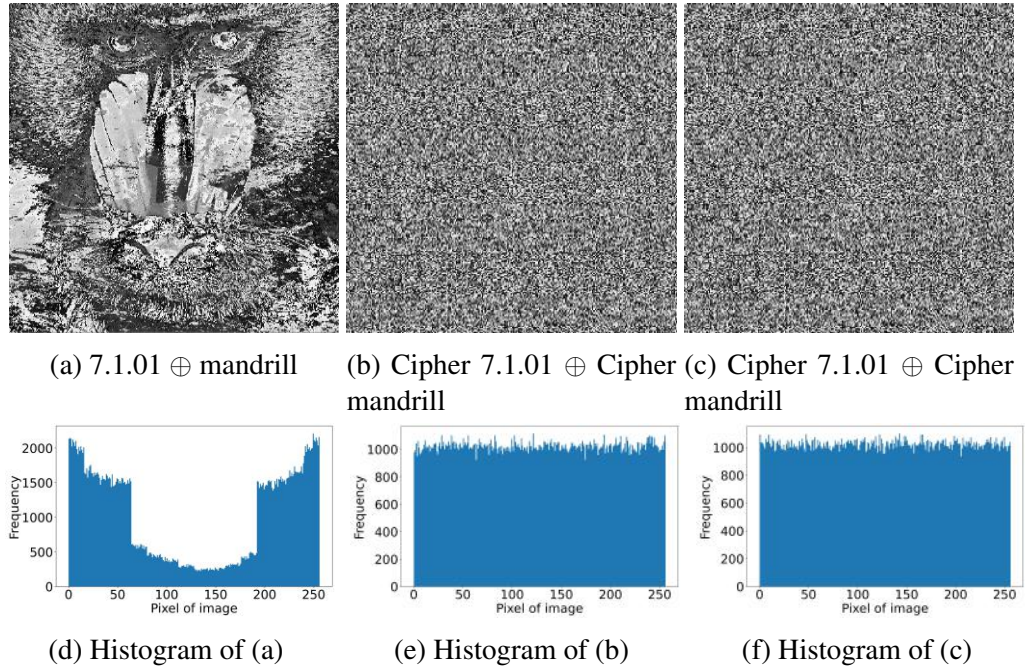 (a) 7.1.01 ⊕ mandrill
(b) Cipher 7.1.01 ⊕ Cipher
mandrill
(c) Cipher 7.1.01 ⊕ Cipher
mandrill
2000
1500
1000
500
0
Frequency
0 50 100 150 200 250
Pixel of image
1000
800
600
400
200
0
Frequency
0 50 100 150 200 250
Pixel of image
1000
800
600
400
200
0
Frequency
0 50 100 150 200 250
Pixel of image
(d) Histogram of (a)
(e) Histogram of (b)
(f) Histogram of (c)